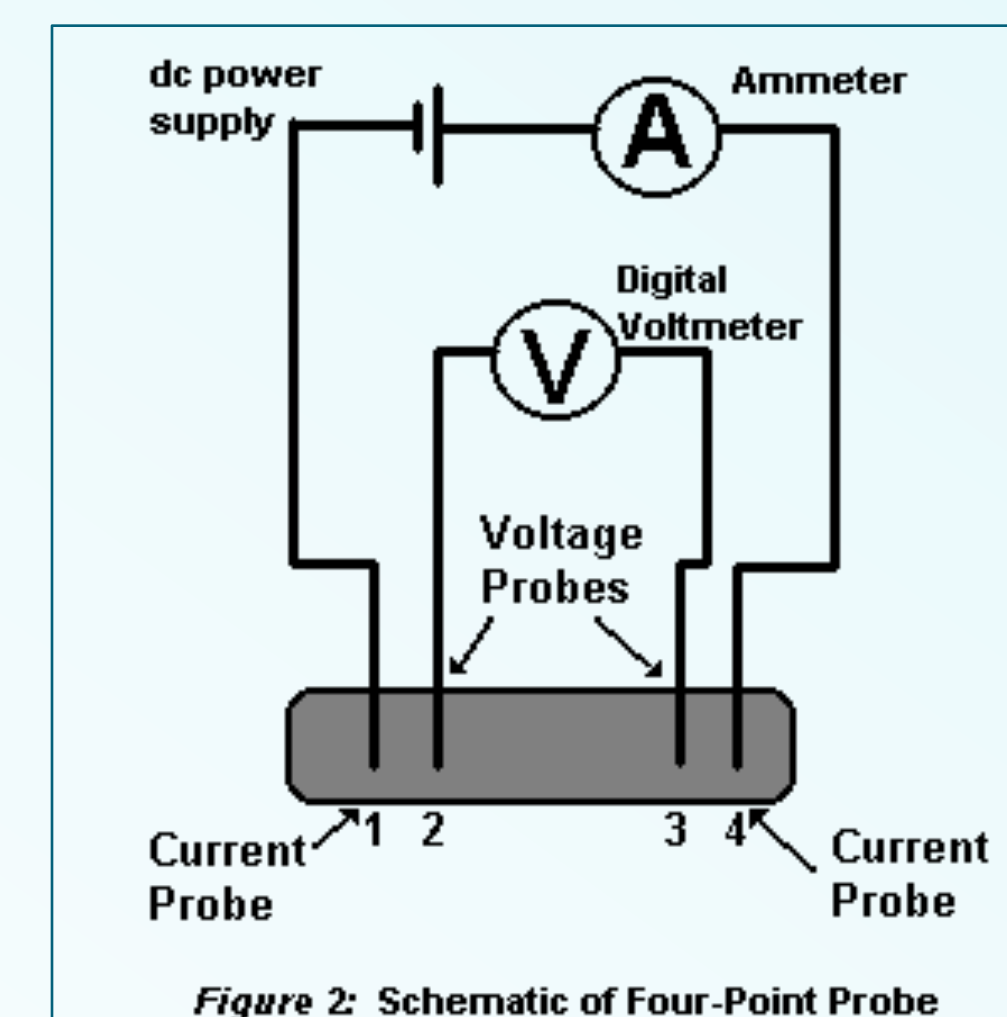 dc power
supply
Ammeter
A
Digital
Voltmeter
V
Voltage
Probes
1 2 3 4
Current
Probe
Current
Probe
Figure 2: Schematic of Four-Point Probe